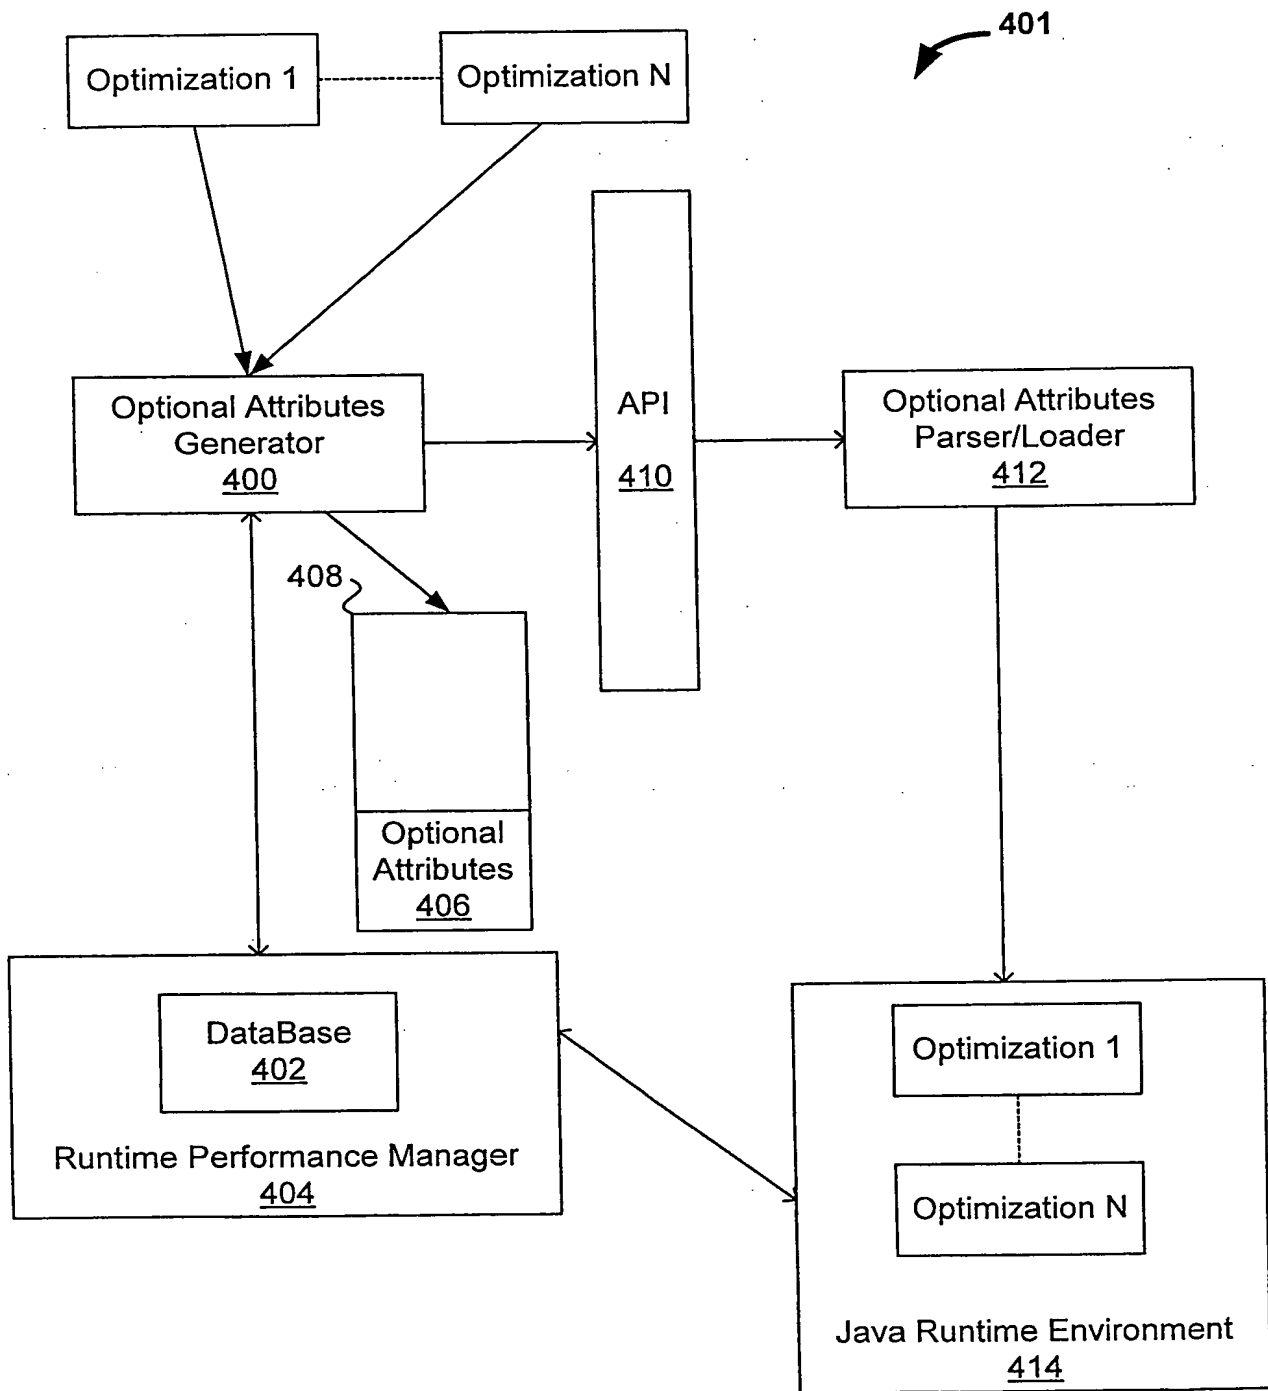 401
Optimization 1
Optimization N
Optional Attributes
Generator
400
API
410
Optional Attributes
Parser/Loader
412
408
Optional
Attributes
406
DataBase
402
Runtime Performance Manager
404
Optimization 1
Optimization N
Java Runtime Environment
414